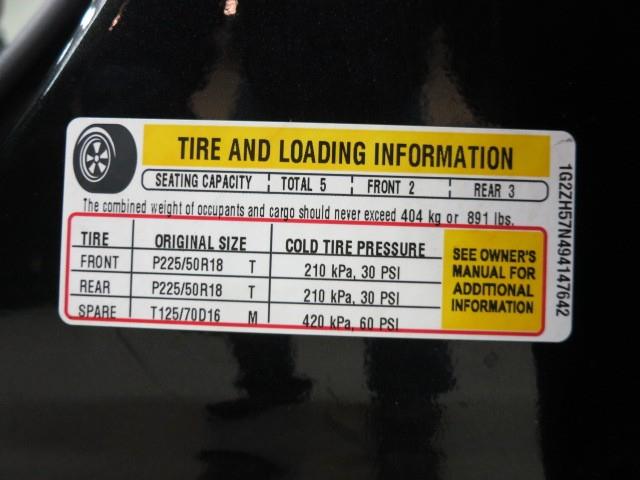 TIRE AND LOADING INFORMATION
SEATING CAPACITY TOTAL 5 FRONT 2 REAR 3
The combined weight of occupants and cargo should never exceed 404 kg or 891 lbs.
TIRE ORIGINAL SIZE COLD TIRE PRESSURE
FRONT P225/50R18 T 210 kPa, 30 PSI
REAR P225/50R18 T 210 kPa, 30 PSI
SPARE T125/70D16 M 420 kPa, 60 PSI
SEE OWNER'S
MANUAL FOR
ADDITIONAL
INFORMATION
1G2ZH57N494147642